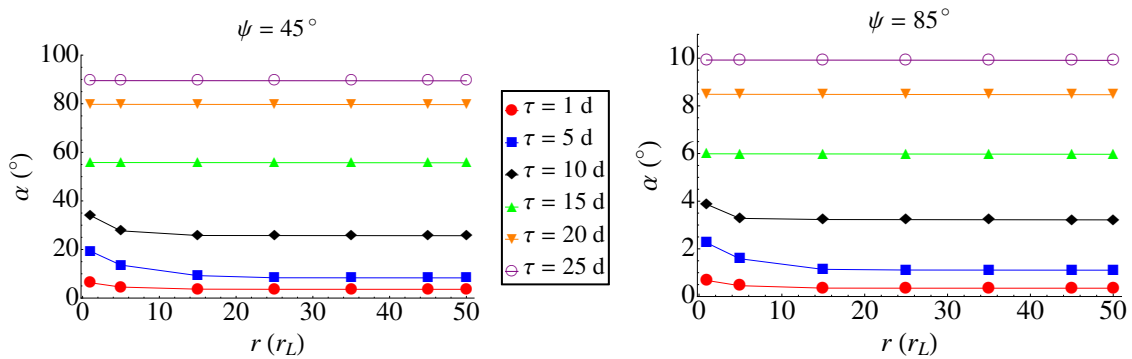 ψ = 45°
100
80
60
40
20
0
0 10 20 30 40 50
α (°)
r (r_L)
τ = 1 d
τ = 5 d
τ = 10 d
τ = 15 d
τ = 20 d
τ = 25 d
ψ = 85°
10
8
6
4
2
0
0 10 20 30 40 50
α (°)
r (r_L)